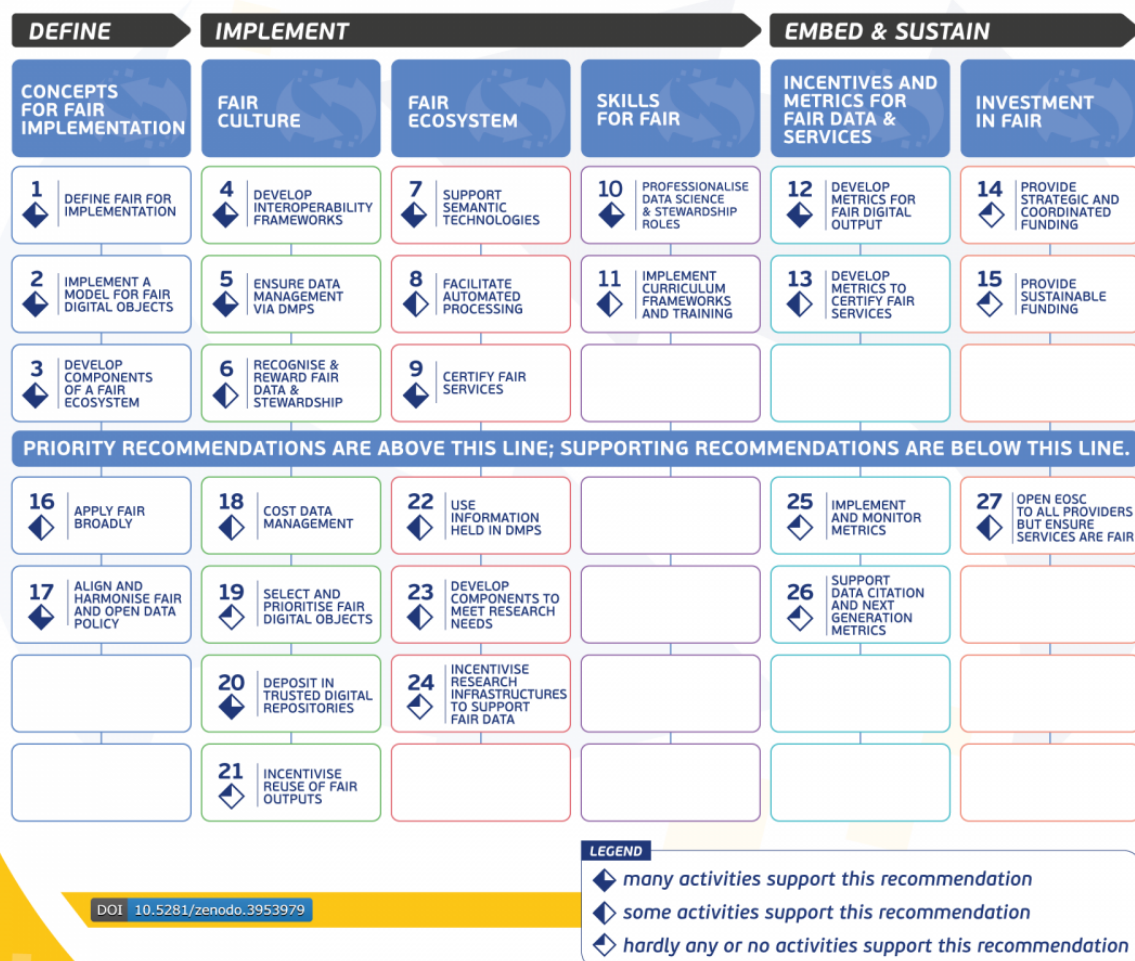 DEFINE
IMPLEMENT
EMBED & SUSTAIN
CONCEPTS
FOR FAIR
IMPLEMENTATION
FAIR
CULTURE
FAIR
ECOSYSTEM
SKILLS
FOR FAIR
INCENTIVES AND
METRICS FOR
FAIR DATA &
SERVICES
INVESTMENT
IN FAIR
1
DEFINE FAIR FOR
IMPLEMENTATION
4
DEVELOP
INTEROPERABILITY
FRAMEWORKS
7
SUPPORT
SEMANTIC
TECHNOLOGIES
10
PROFESSIONALISE
DATA SCIENCE
& STEWARDSHIP
ROLES
12
DEVELOP
METRICS FOR
FAIR DIGITAL
OUTPUT
14
PROVIDE
STRATEGIC AND
COORDINATED
FUNDING
2
IMPLEMENT A
MODEL FOR FAIR
DIGITAL OBJECTS
5
ENSURE DATA
MANAGEMENT
VIA DMPS
8
FACILITATE
AUTOMATED
PROCESSING
11
IMPLEMENT
CURRICULUM
FRAMEWORKS
AND TRAINING
13
DEVELOP
METRICS TO
CERTIFY FAIR
SERVICES
15
PROVIDE
SUSTAINABLE
FUNDING
3
DEVELOP
COMPONENTS
OF A FAIR
ECOSYSTEM
6
RECOGNISE &
REWARD FAIR
DATA &
STEWARDSHIP
9
CERTIFY FAIR
SERVICES
PRIORITY RECOMMENDATIONS ARE ABOVE THIS LINE; SUPPORTING RECOMMENDATIONS ARE BELOW THIS LINE.
16
APPLY FAIR
BROADLY
18
COST DATA
MANAGEMENT
22
USE
INFORMATION
HELD IN DMPS
25
IMPLEMENT
AND MONITOR
METRICS
27
OPEN EOSC
TO ALL PROVIDERS
BUT ENSURE
SERVICES ARE FAIR
17
ALIGN AND
HARMONISE FAIR
AND OPEN DATA
POLICY
19
SELECT AND
PRIORITISE FAIR
DIGITAL OBJECTS
23
DEVELOP
COMPONENTS TO
MEET RESEARCH
NEEDS
26
SUPPORT
DATA CITATION
AND NEXT
GENERATION
METRICS
20
DEPOSIT IN
TRUSTED DIGITAL
REPOSITORIES
24
INCENTIVISE
RESEARCH
INFRASTRUCTURES
TO SUPPORT
FAIR DATA
21
INCENTIVISE
REUSE OF FAIR
OUTPUTS
LEGEND
many activities support this recommendation
some activities support this recommendation
hardly any or no activities support this recommendation
DOI 10.5281/zenodo.3953979